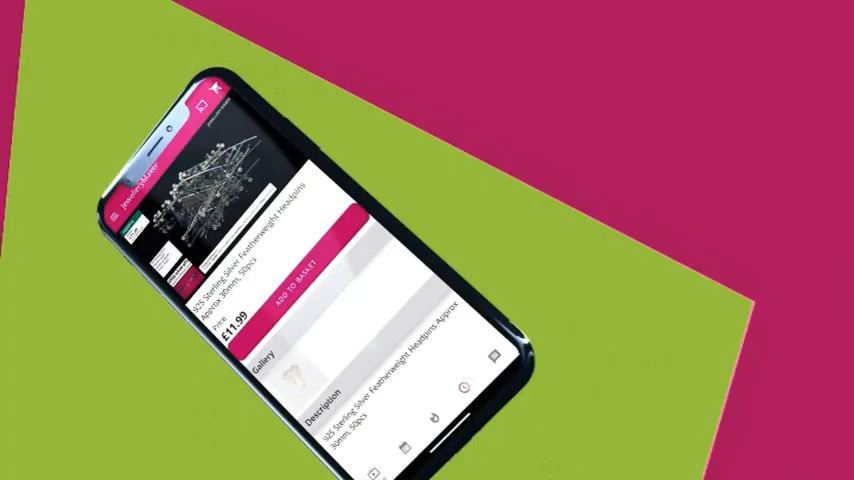 JewelleryMaker
925 Sterling Silver Featherweight Headpins
Approx 30mm, 50pcs
Price
£11.99
ADD TO BASKET
Gallery
Description
925 Sterling Silver Featherweight Headpins Approx
30mm, 50pcs